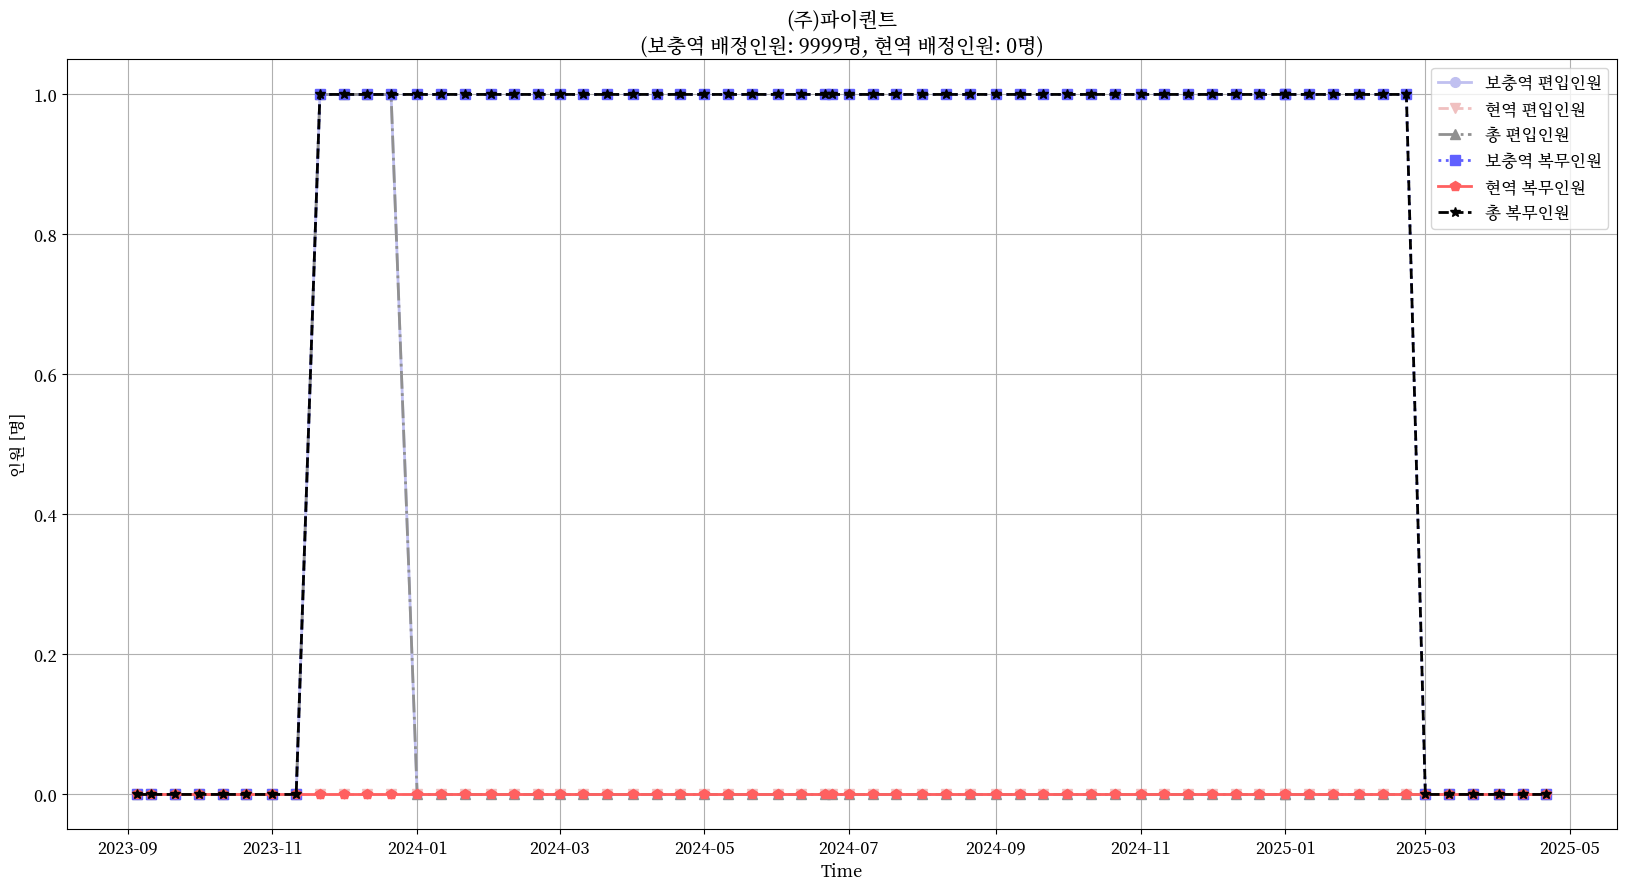 (주)파이퀀트
(보충역 배정인원: 9999명, 현역 배정인원: 0명)
1.0
0.8
0.6
0.4
0.2
0.0
인원 [명]
보충역 편입인원
현역 편입인원
총 편입인원
보충역 복무인원
현역 복무인원
총 복무인원
2023-09 2023-11 2024-01 2024-03 2024-05 2024-07 2024-09 2024-11 2025-01 2025-03 2025-05
Time